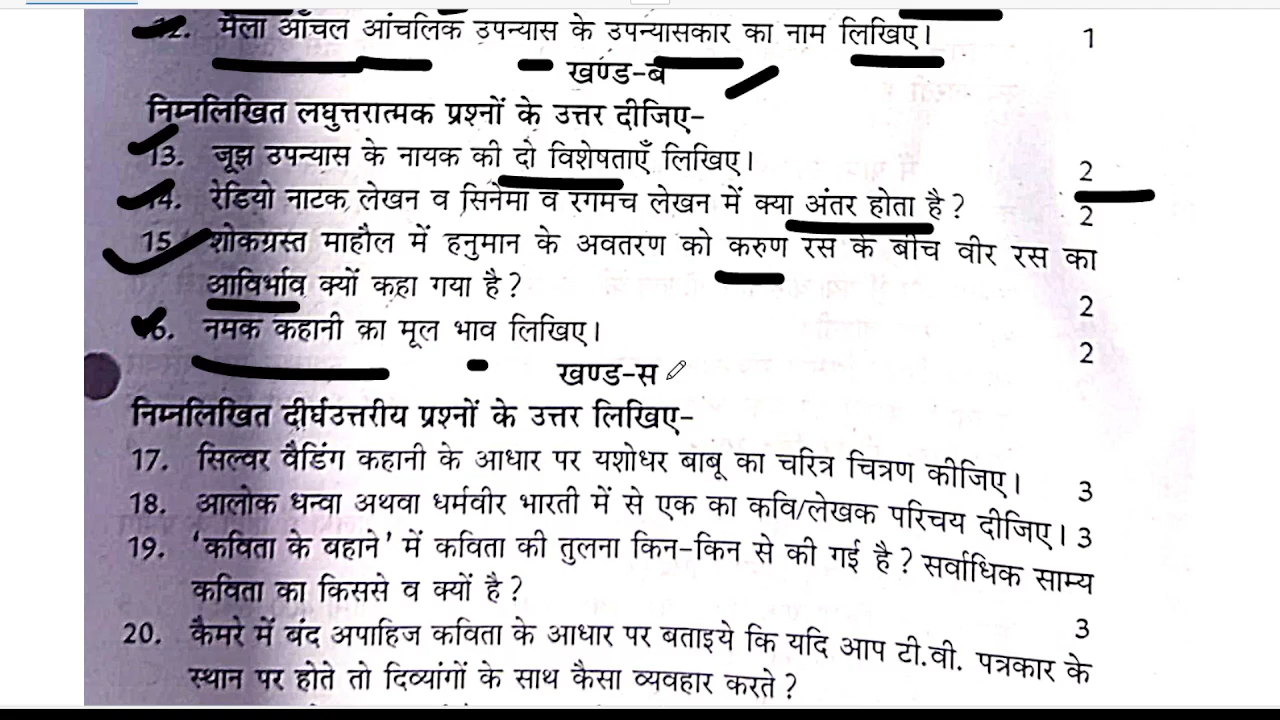 12. मैला आँचल आंचलिक उपन्यास के उपन्यासकार का नाम लिखिए। 1
खण्ड-ब
निम्नलिखित लघुत्तरात्मक प्रश्नों के उत्तर दीजिए-
13. जूझ उपन्यास के नायक की दो विशेषताएँ लिखिए। 2
14. रेडियो नाटक लेखन व सिनेमा व रंगमंच लेखन में क्या अंतर होता है? 2
15. शोकग्रस्त माहौल में हनुमान के अवतरण को करुण रस के बीच वीर रस का
आविर्भाव क्यों कहा गया है? 2
16. नमक कहानी का मूल भाव लिखिए। 2
खण्ड-स
निम्नलिखित दीर्घउत्तरीय प्रश्नों के उत्तर लिखिए-
17. सिल्वर वैडिंग कहानी के आधार पर यशोधर बाबू का चरित्र चित्रण कीजिए। 3
18. आलोक धन्वा अथवा धर्मवीर भारती में से एक का कवि/लेखक परिचय दीजिए। 3
19. 'कविता के बहाने' में कविता की तुलना किन-किन से की गई है? सर्वाधिक साम्य
कविता का किससे व क्यों है? 3
20. कैमरे में बंद अपाहिज कविता के आधार पर बताइये कि यदि आप टी.वी. पत्रकार के
स्थान पर होते तो दिव्यांगों के साथ कैसा व्यवहार करते?